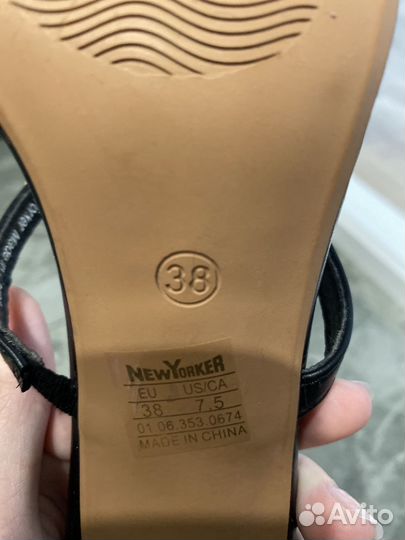 38
NEWYORKER
EU US/CA
38 7.5
01.06.353.0674
MADE IN CHINA
Avito